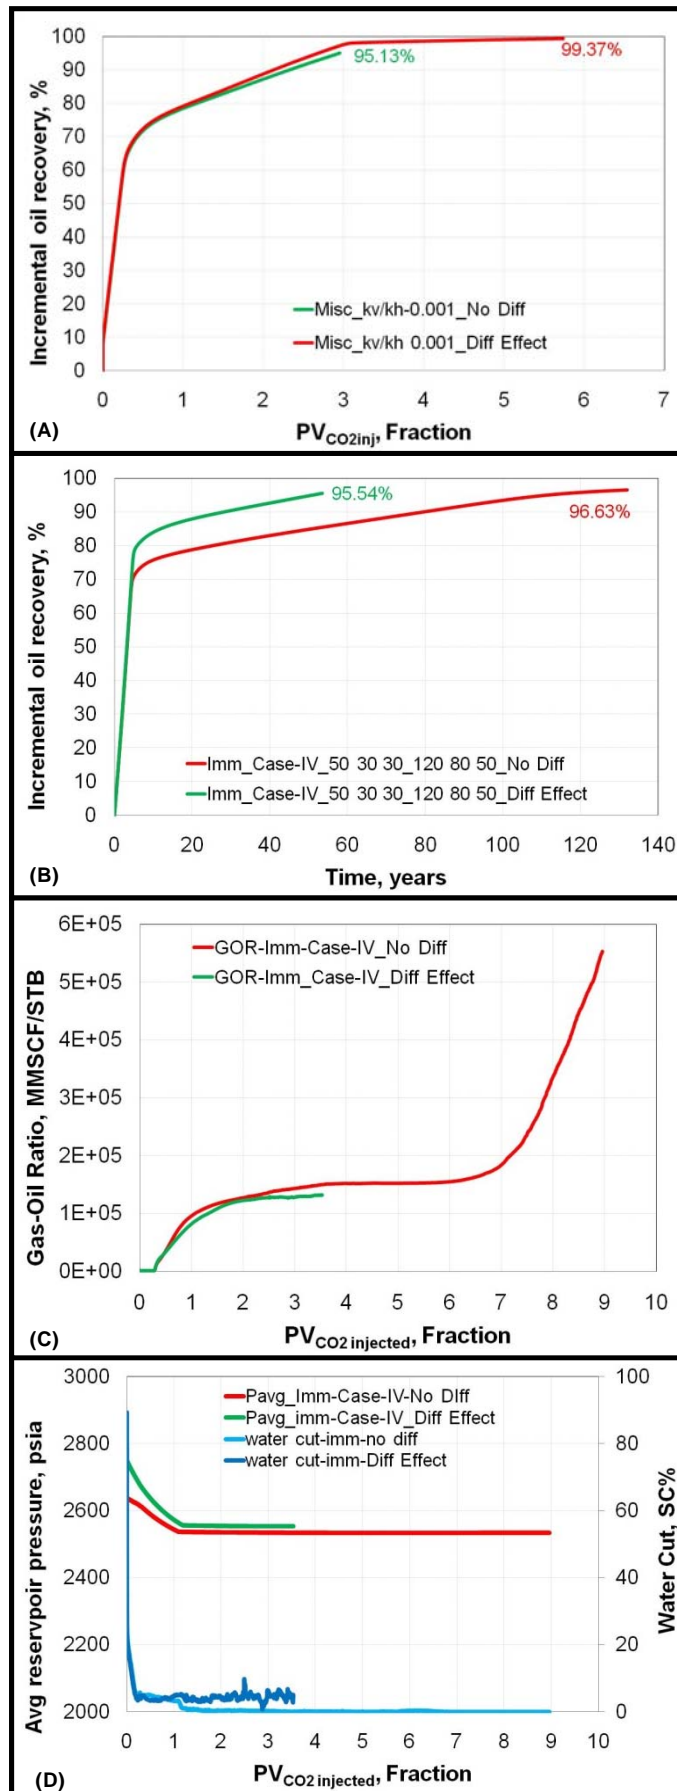 100
90
80
70
60
50
40
30
20
10
0
Incremental oil recovery, %
95.13%
99.37%
Misc_kv/kh-0.001_No Diff
Misc_kv/kh 0.001_Diff Effect
0 1 2 3 4 5 6 7
(A)
PVCO2inj, Fraction
100
90
80
70
60
50
40
30
20
10
0
Incremental oil recovery, %
95.54%
96.63%
Imm_Case-IV_50 30 30_120 80 50_No Diff
Imm_Case-IV_50 30 30_120 80 50_Diff Effect
0 20 40 60 80 100 120 140
(B)
Time, years
6E+05
5E+05
4E+05
3E+05
2E+05
1E+05
0E+00
Gas-Oil Ratio, MMSCF/STB
GOR-Imm-Case-IV_No Diff
GOR-Imm_Case-IV_Diff Effect
0 1 2 3 4 5 6 7 8 9 10
(C)
PVCO2 injected, Fraction
3000
2800
2600
2400
2200
2000
Avg reservpoir pressure, psia
Pavg_Imm-Case-IV-No DIff
Pavg_imm-Case-IV_Diff Effect
water cut-imm-no diff
water cut-imm-Diff Effect
100
80
60
40
20
0
Water Cut, SC%
0 1 2 3 4 5 6 7 8 9 10
(D)
PVCO2 injected, Fraction